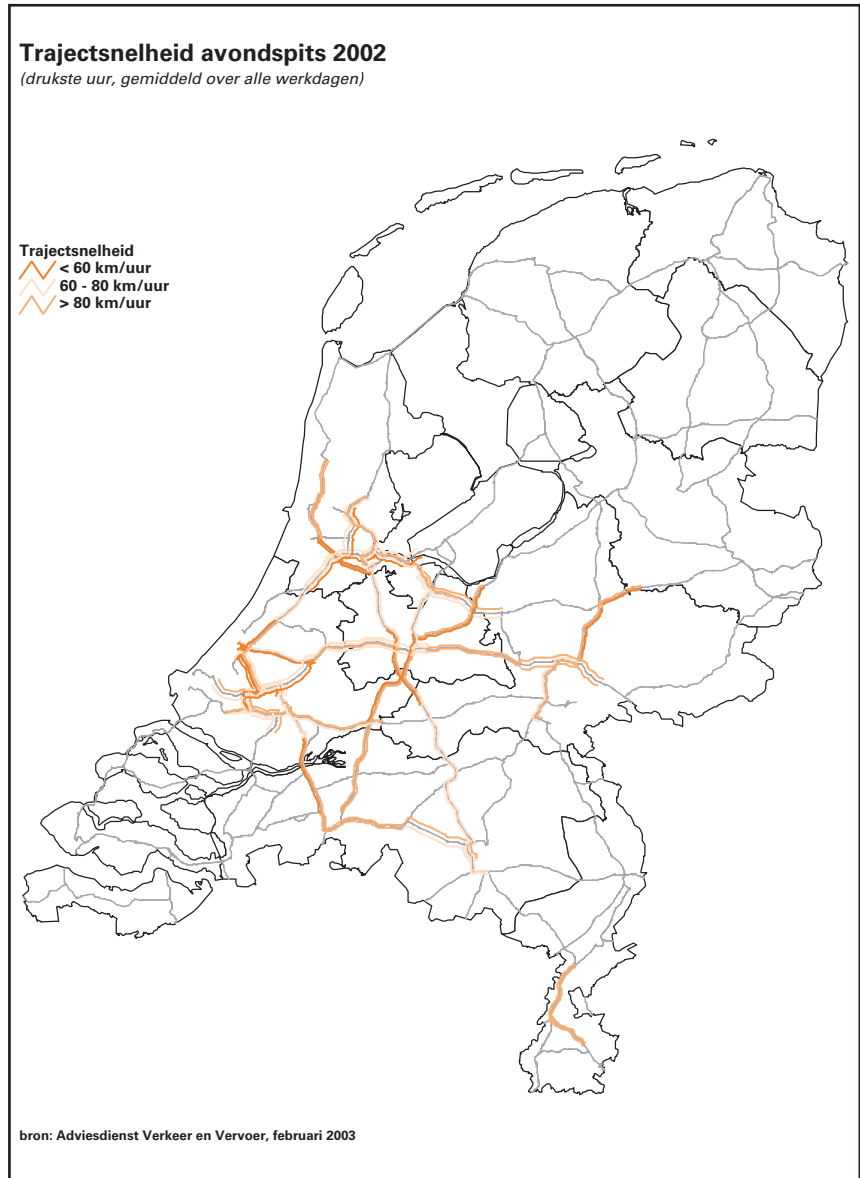 Trajectsnelheid avondspits 2002
(drukste uur, gemiddeld over alle werkdagen)
Trajectsnelheid
< 60 km/uur
60 - 80 km/uur
> 80 km/uur
bron: Adviesdienst Verkeer en Vervoer, februari 2003